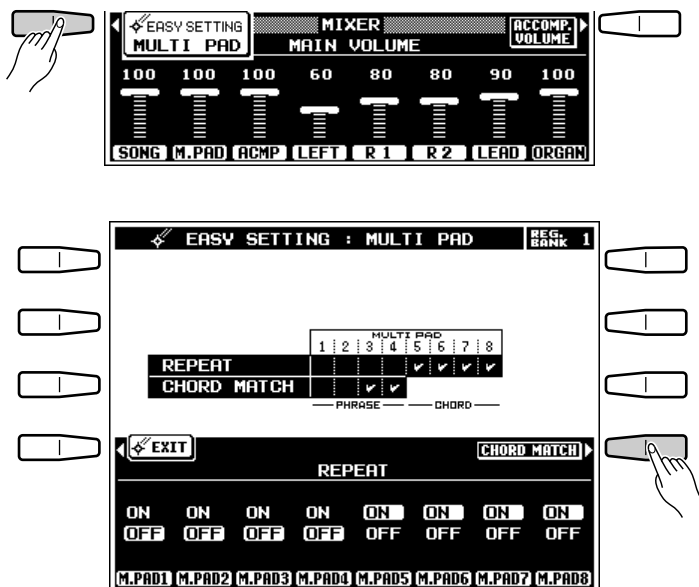 EASY SETTING
MULTI PAD
MIXER
MAIN VOLUME
ACCOMP.
VOLUME
100 100 100 60 80 80 90 100
SONG M.PAD ACMP LEFT R 1 R 2 LEAD ORGAN
EASY SETTING : MULTI PAD
REG.
BANK 1
MULTI PAD
1 2 3 4 5 6 7 8
REPEAT
CHORD MATCH
PHRASE CHORD
EXIT
CHORD MATCH
REPEAT
ON ON ON ON ON ON ON ON
OFF OFF OFF OFF OFF OFF OFF OFF
M.PAD1 M.PAD2 M.PAD3 M.PAD4 M.PAD5 M.PAD6 M.PAD7 M.PAD8